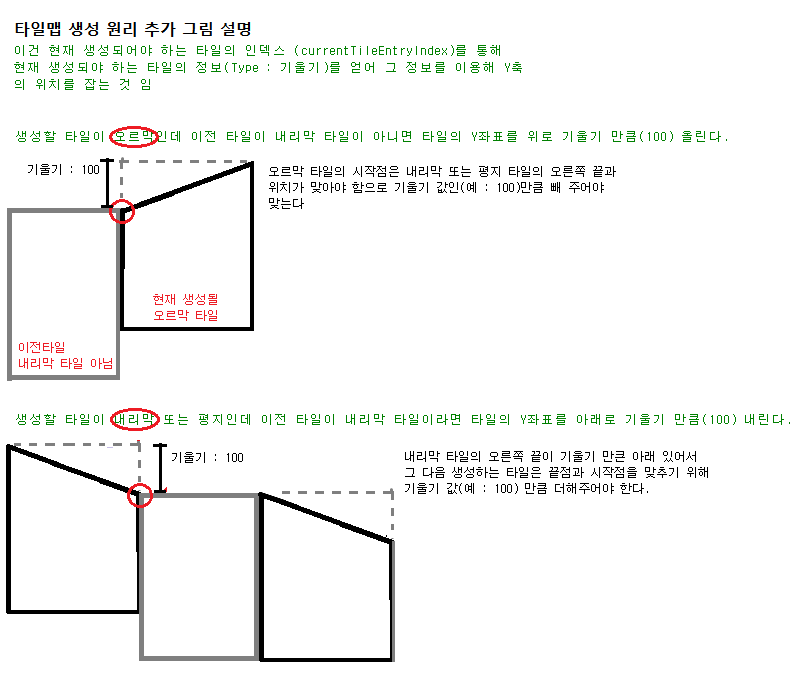 타일맵 생성 원리 추가 그림 설명
이건 현재 생성되어야 하는 타일의 인덱스 (currentTileEntryIndex)를 통해
현재 생성되야 하는 타일의 정보(Type : 기울기)를 얻어 그 정보를 이용해 Y축
의 위치를 잡는 것 임
생성할 타일이 오르막인데 이전 타일이 내리막 타일이 아니면 타일의 Y좌표를 위로 기울기 만큼(100) 올린다.
기울기 : 100
오르막 타일의 시작점은 내리막 또는 평지 타일의 오른쪽 끝과
위치가 맞아야 함으로 기울기 값인(예 : 100)만큼 빼 주어야
맞는다
현재 생성될
오르막 타일
이전타일
내리막 타일 아님
생성할 타일이 내리막 또는 평지인데 이전 타일이 내리막 타일이라면 타일의 Y좌표를 아래로 기울기 만큼(100) 내린다.
기울기 : 100
내리막 타일의 오른쪽 끝이 기울기 만큼 아래 있어서
그 다음 생성하는 타일은 끝점과 시작점을 맞추기 위해
기울기 값(예 : 100) 만큼 더해주어야 한다.